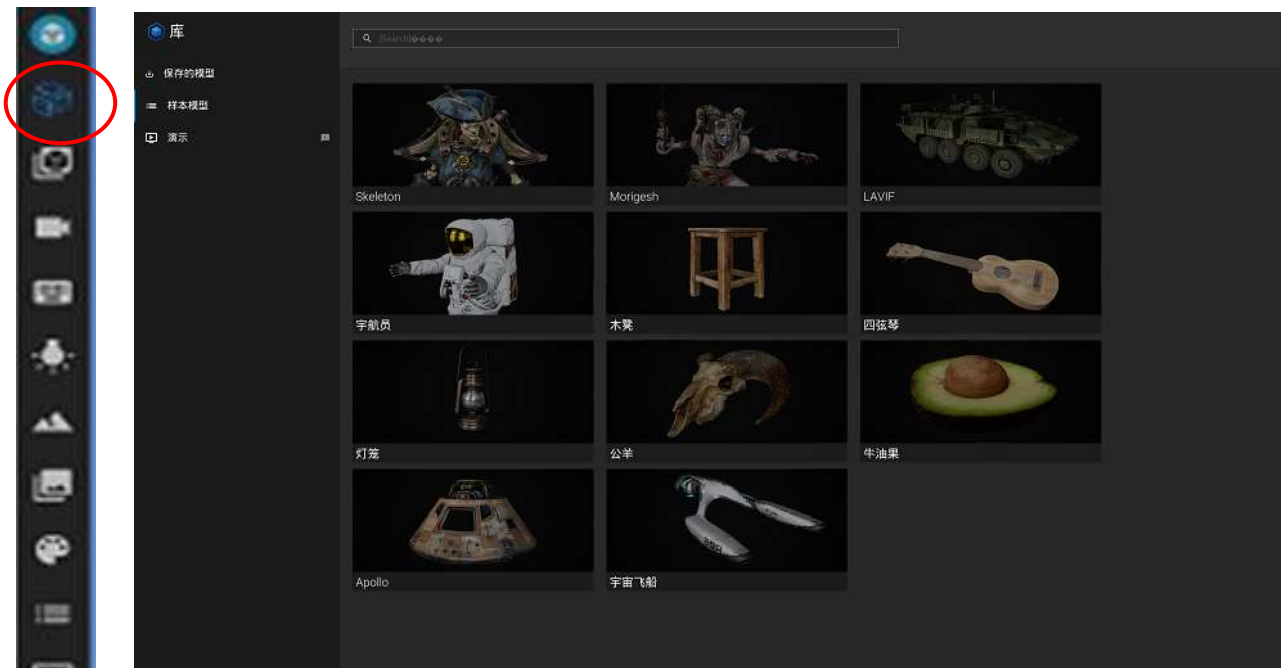 库
(Search)����
保存的模型
样本模型
演示
Skeleton
Morigesh
LAVIF
宇航员
木凳
四弦琴
灯笼
公羊
牛油果
Apollo
宇宙飞船